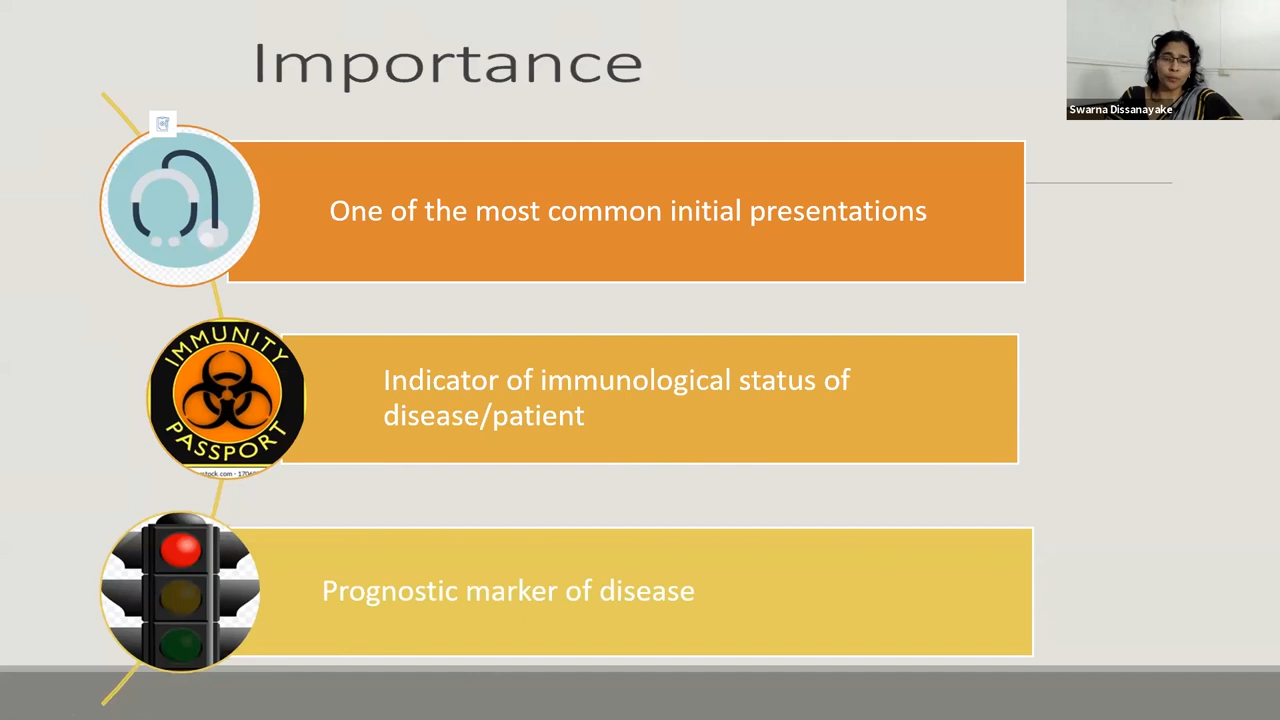 Importance
Swarna Dissanayake
One of the most common initial presentations
IMMUNITY
PASSPORT
Indicator of immunological status of
disease/patient
Prognostic marker of disease